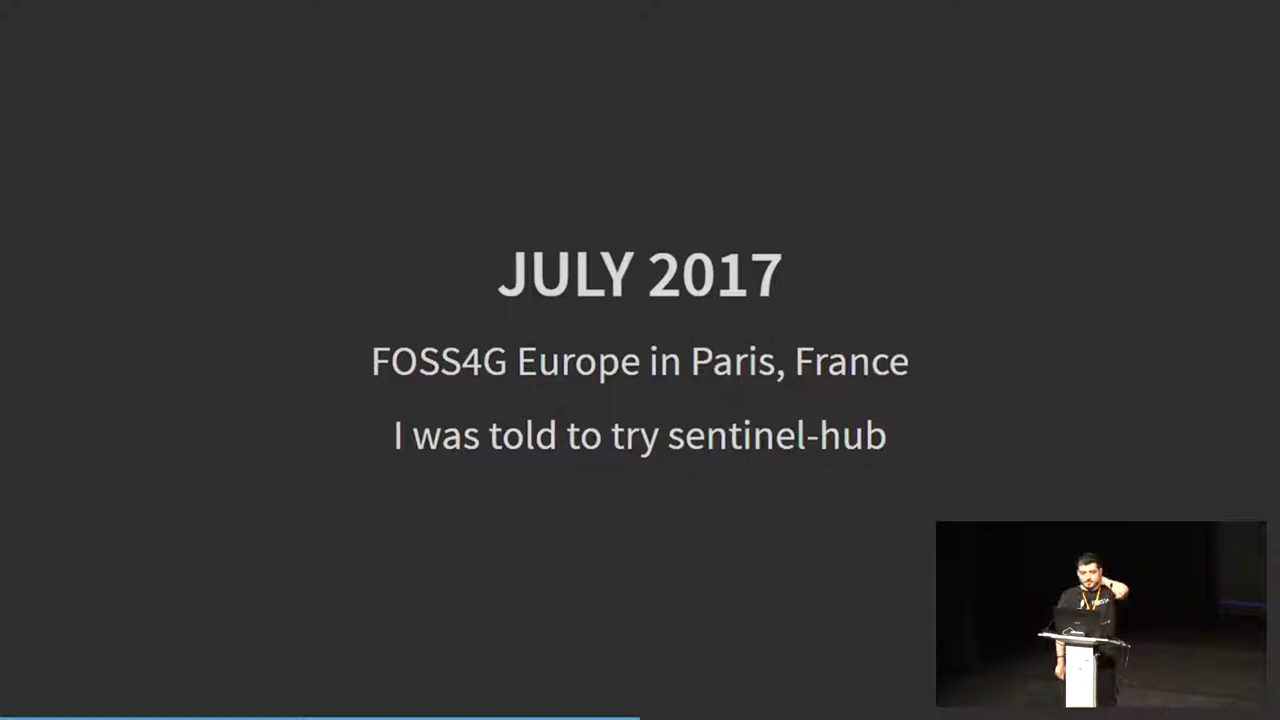 JULY 2017
FOSS4G Europe in Paris, France
I was told to try sentinel-hub